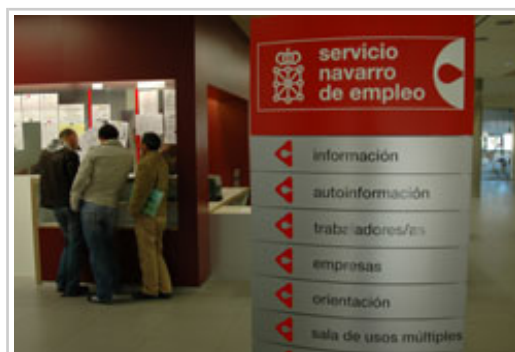 servicio
navarro
de empleo
información
autoinformación
trabajadores/as
empresas
orientación
sala de usos múltiples